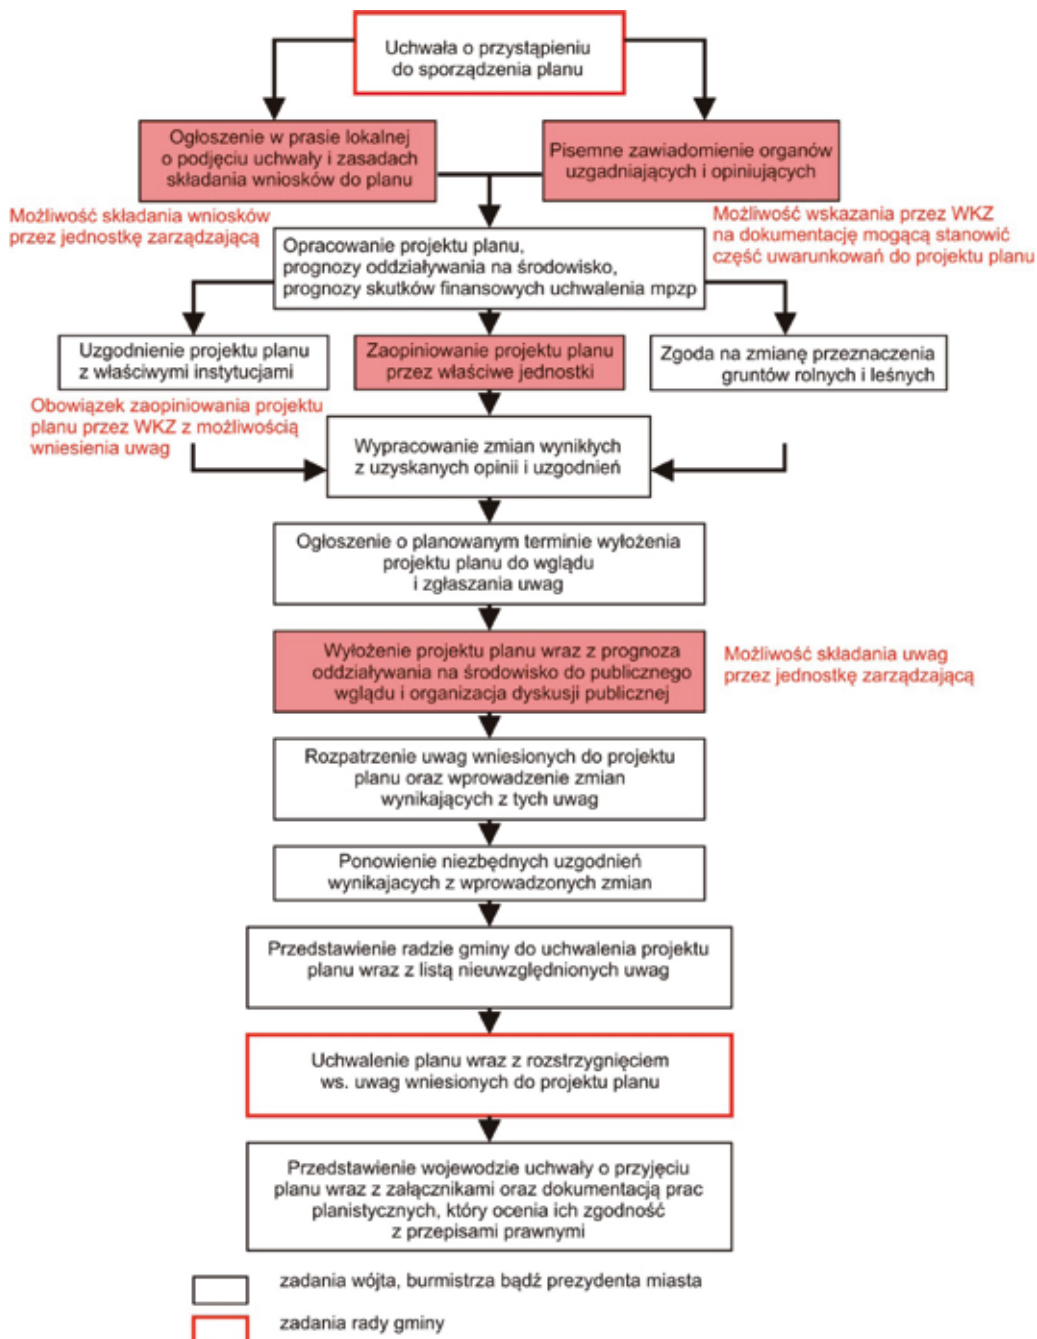 Uchwała o przystąpieniu
do sporządzenia planu
Ogłoszenie w prasie lokalnej
o podjęciu uchwały i zasadach
składania wniosków do planu
Pisemne zawiadomienie organów
uzgadniających i opiniujących
Możliwość składania wniosków
przez jednostkę zarządzającą
Możliwość wskazania przez WKZ
na dokumentację mogącą stanowić
część uwarunkowań do projektu planu
Opracowanie projektu planu,
prognozy oddziaływania na środowisko,
prognozy skutków finansowych uchwalenia mpzp
Uzgodnienie projektu planu
z właściwymi instytucjami
Zaopiniowanie projektu planu
przez właściwe jednostki
Zgoda na zmianę przeznaczenia
gruntów rolnych i leśnych
Obowiązek zaopiniowania projektu
planu przez WKZ z możliwością
wniesienia uwag
Wypracowanie zmian wynikłych
z uzyskanych opinii i uzgodnień
Ogłoszenie o planowanym terminie wyłożenia
projektu planu do wglądu
i zgłaszania uwag
Wyłożenie projektu planu wraz z prognoza
oddziaływania na środowisko do publicznego
wglądu i organizacja dyskusji publicznej
Możliwość składania uwag
przez jednostkę zarządzającą
Rozpatrzenie uwag wniesionych do projektu
planu oraz wprowadzenie zmian
wynikających z tych uwag
Ponowienie niezbędnych uzgodnień
wynikajacych z wprowadzonych zmian
Przedstawienie radzie gminy do uchwalenia projektu
planu wraz z listą nieuwzględnionych uwag
Uchwalenie planu wraz z rozstrzygnięciem
ws. uwag wniesionych do projektu planu
Przedstawienie wojewodzie uchwały o przyjęciu
planu wraz z załącznikami oraz dokumentacją prac
planistycznych, który ocenia ich zgodność
z przepisami prawnymi
zadania wójta, burmistrza bądź prezydenta miasta
zadania rady gminy